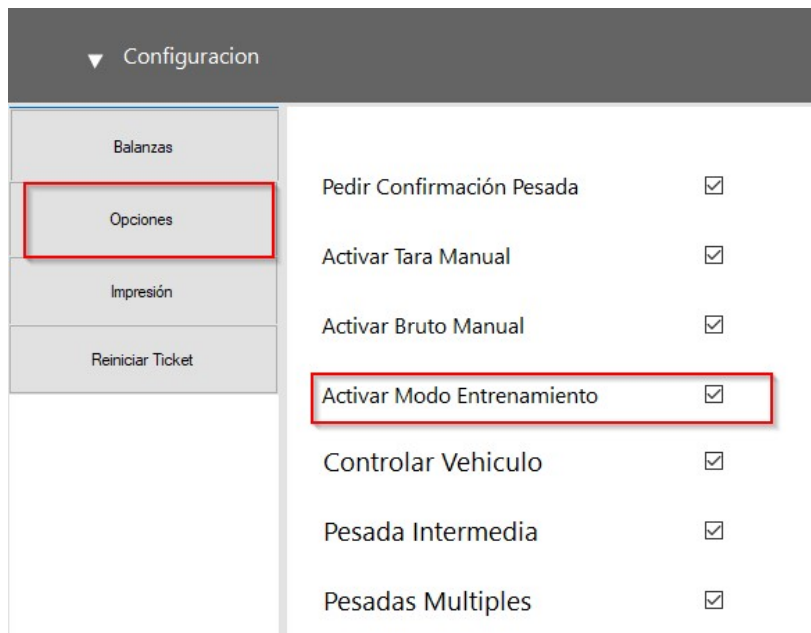 Configuracion
Balanzas
Opciones
Impresión
Reiniciar Ticket
Pedir Confirmación Pesada
Activar Tara Manual
Activar Bruto Manual
Activar Modo Entrenamiento
Controlar Vehiculo
Pesada Intermedia
Pesadas Multiples